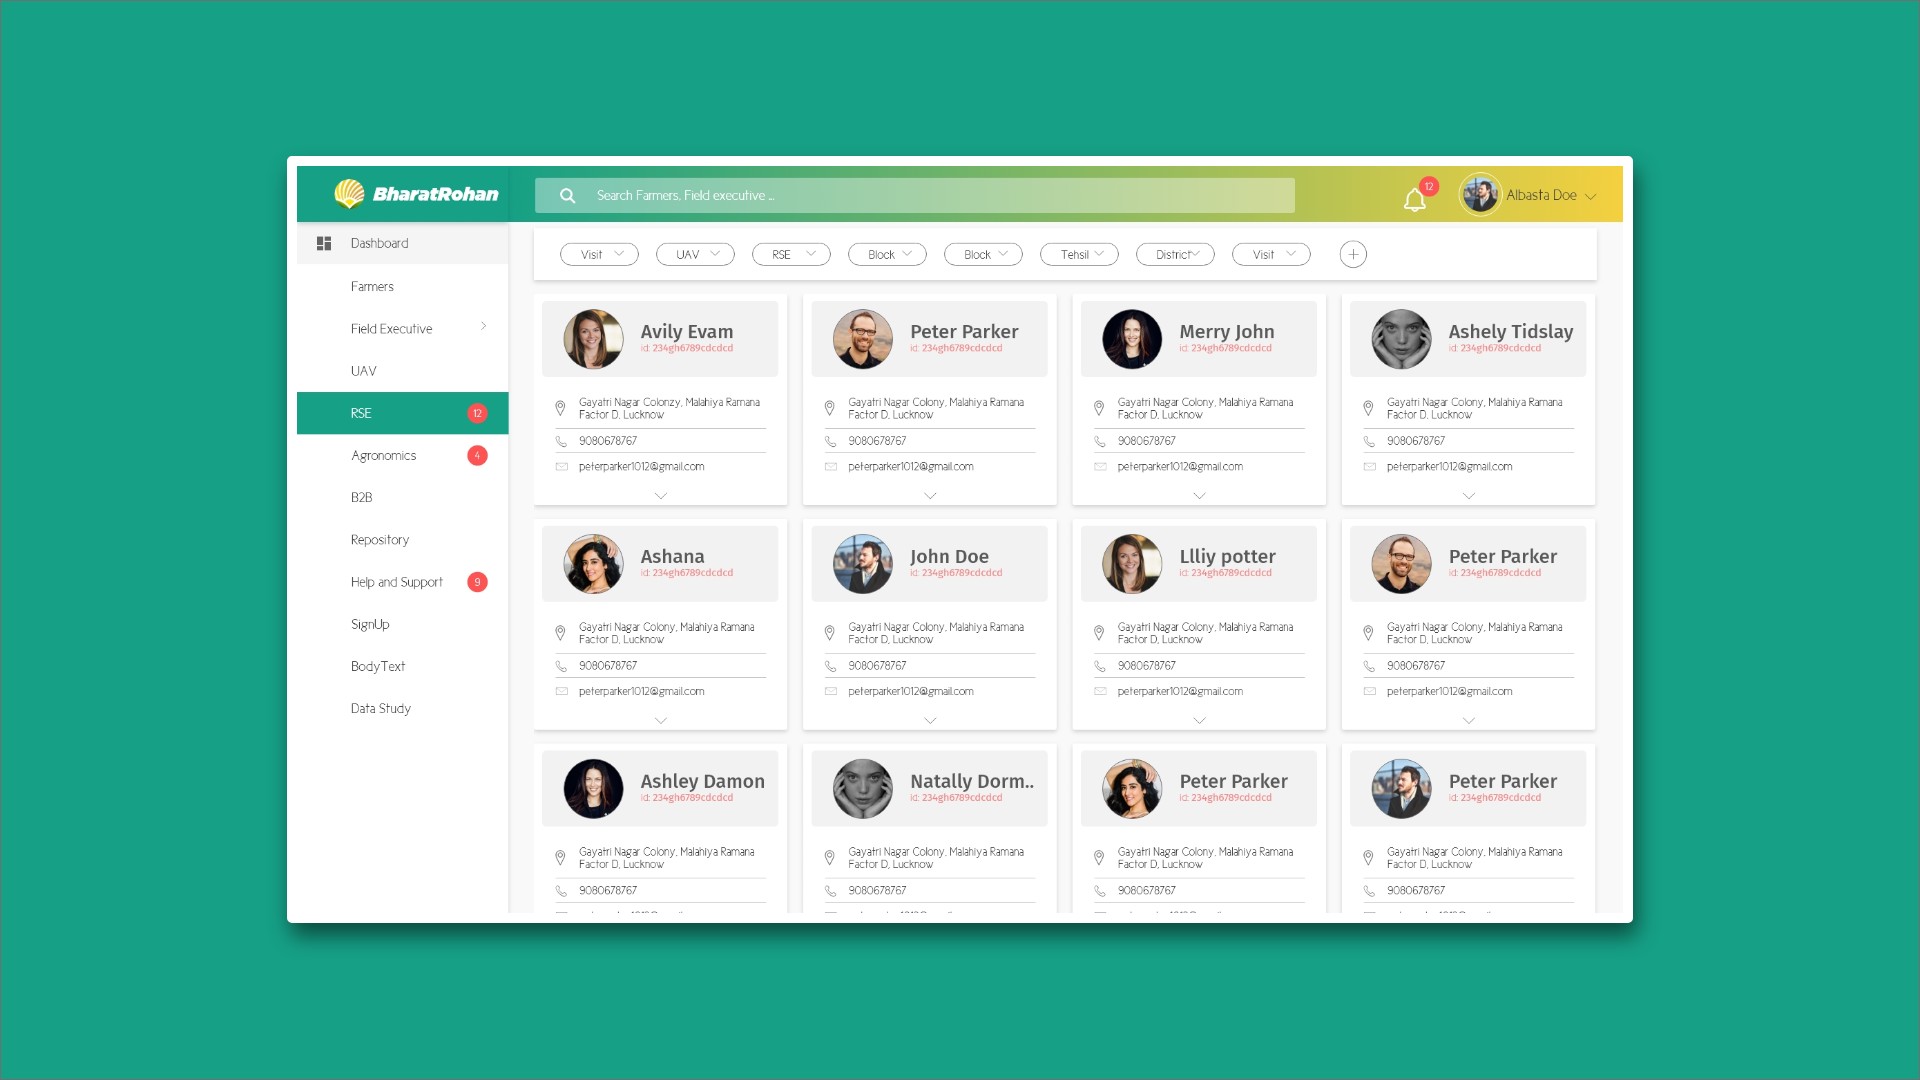 BharatRohan
Search Farmers, Field executive ...
12
Albasta Doe
Dashboard
Farmers
Field Executive
UAV
RSE 12
Agronomics 4
B2B
Repository
Help and Support 9
SignUp
BodyText
Data Study
Visit UAV RSE Block Block Tehsil District Visit
Avily Evam
id: 234gh6789cdcdcd
Gayatri Nagar Colonzy, Malahiya Ramana
Factor D, Lucknow
9080678767
peterparker1012@gmail.com
Peter Parker
id: 234gh6789cdcdcd
Gayatri Nagar Colony, Malahiya Ramana
Factor D, Lucknow
9080678767
peterparker1012@gmail.com
Merry John
id: 234gh6789cdcdcd
Gayatri Nagar Colony, Malahiya Ramana
Factor D, Lucknow
9080678767
peterparker1012@gmail.com
Ashely Tidslay
id: 234gh6789cdcdcd
Gayatri Nagar Colony, Malahiya Ramana
Factor D, Lucknow
9080678767
peterparker1012@gmail.com
Ashana
id: 234gh6789cdcdcd
Gayatri Nagar Colony, Malahiya Ramana
Factor D, Lucknow
9080678767
peterparker1012@gmail.com
John Doe
id: 234gh6789cdcdcd
Gayatri Nagar Colony, Malahiya Ramana
Factor D, Lucknow
9080678767
peterparker1012@gmail.com
Llliy potter
id: 234gh6789cdcdcd
Gayatri Nagar Colony, Malahiya Ramana
Factor D, Lucknow
9080678767
peterparker1012@gmail.com
Peter Parker
id: 234gh6789cdcdcd
Gayatri Nagar Colony, Malahiya Ramana
Factor D, Lucknow
9080678767
peterparker1012@gmail.com
Ashley Damon
id: 234gh6789cdcdcd
Gayatri Nagar Colony, Malahiya Ramana
Factor D, Lucknow
9080678767
Natally Dorm..
id: 234gh6789cdcdcd
Gayatri Nagar Colony, Malahiya Ramana
Factor D, Lucknow
9080678767
Peter Parker
id: 234gh6789cdcdcd
Gayatri Nagar Colony, Malahiya Ramana
Factor D, Lucknow
9080678767
Peter Parker
id: 234gh6789cdcdcd
Gayatri Nagar Colony, Malahiya Ramana
Factor D, Lucknow
9080678767